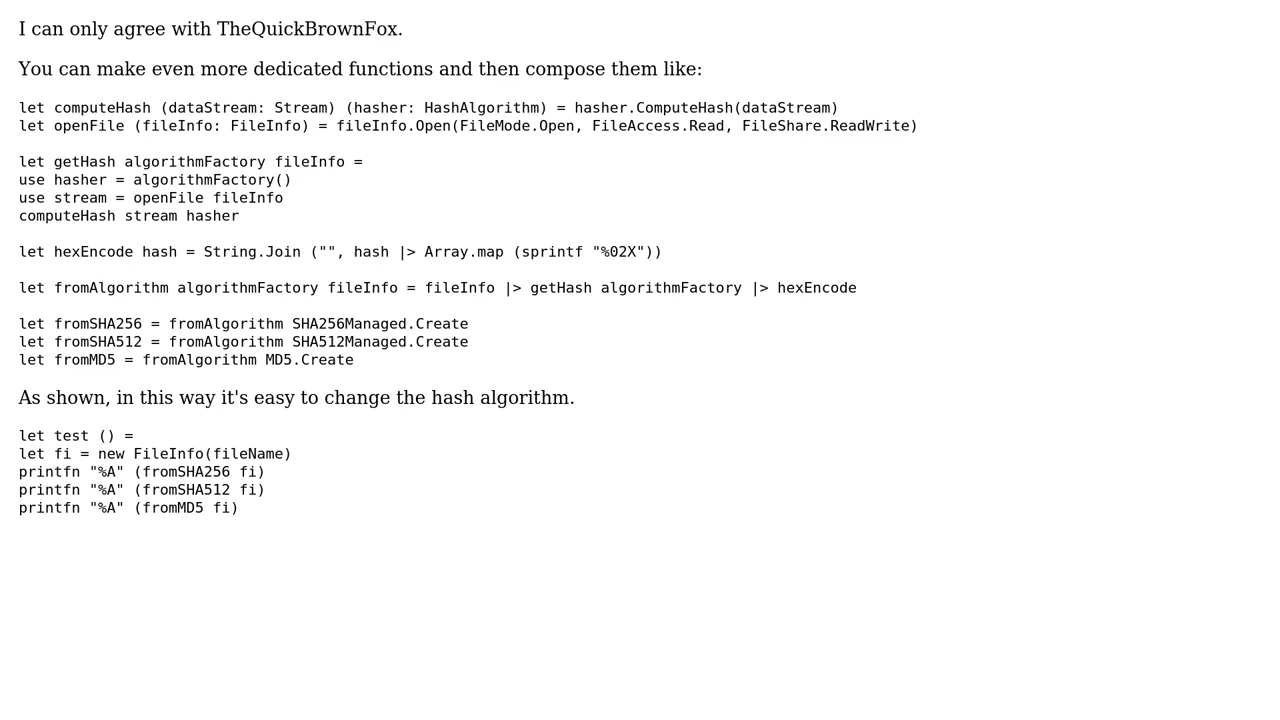 I can only agree with TheQuickBrownFox.
You can make even more dedicated functions and then compose them like:
let computeHash (dataStream: Stream) (hasher: HashAlgorithm) = hasher.ComputeHash(dataStream)
let openFile (fileInfo: FileInfo) = fileInfo.Open(FileMode.Open, FileAccess.Read, FileShare.ReadWrite)
let getHash algorithmFactory fileInfo =
use hasher = algorithmFactory()
use stream = openFile fileInfo
computeHash stream hasher
let hexEncode hash = String.Join ("", hash |> Array.map (sprintf "%02X"))
let fromAlgorithm algorithmFactory fileInfo = fileInfo |> getHash algorithmFactory |> hexEncode
let fromSHA256 = fromAlgorithm SHA256Managed.Create
let fromSHA512 = fromAlgorithm SHA512Managed.Create
let fromMD5 = fromAlgorithm MD5.Create
As shown, in this way it's easy to change the hash algorithm.
let test () =
let fi = new FileInfo(fileName)
printfn "%A" (fromSHA256 fi)
printfn "%A" (fromSHA512 fi)
printfn "%A" (fromMD5 fi)